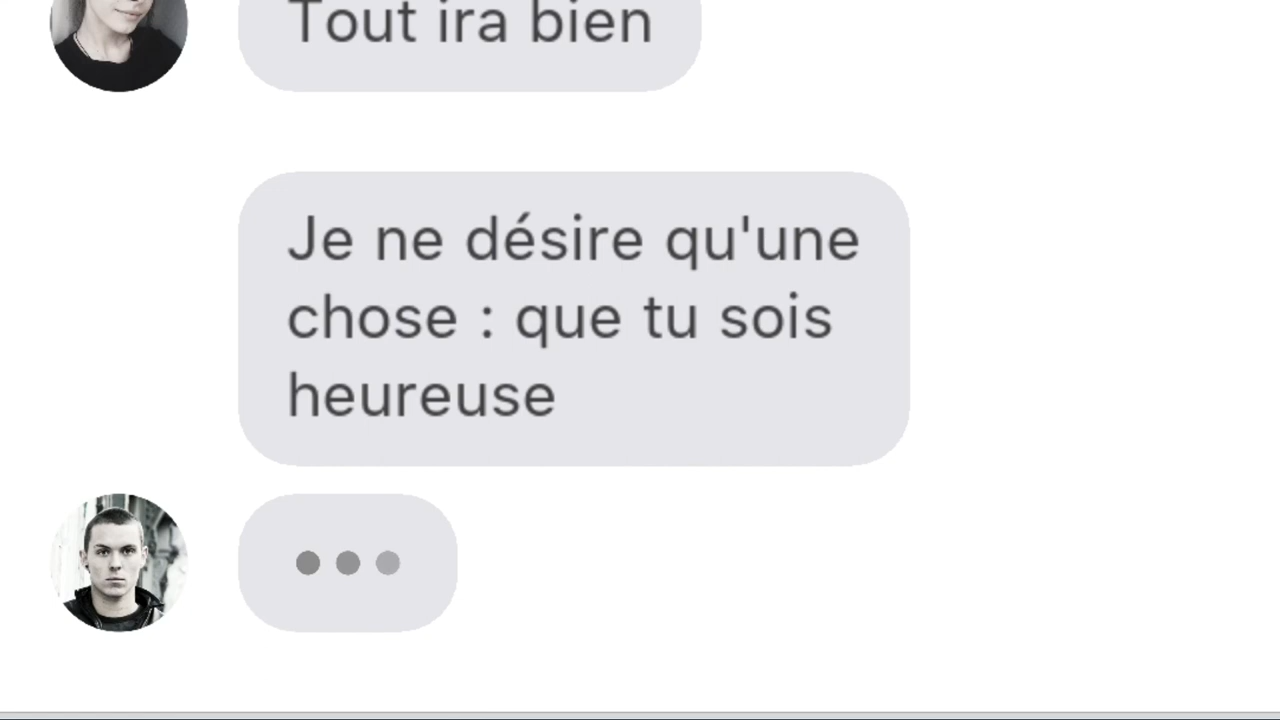 Tout ira bien
Je ne désire qu'une
chose : que tu sois
heureuse